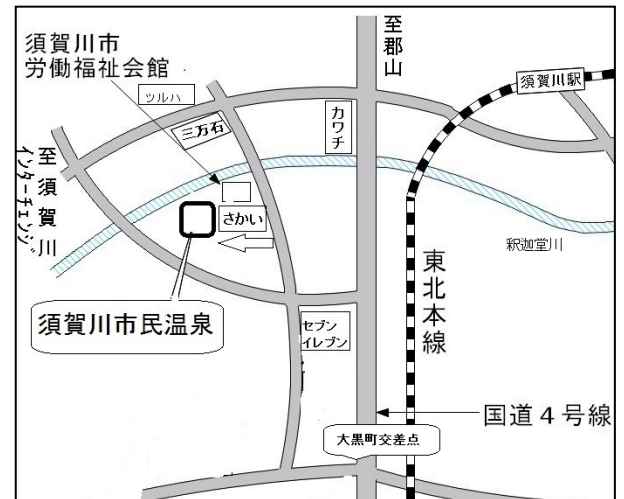 須賀川市
労働福祉会館
至郡山
須賀川駅
ツルハ
三万石
カワチ
至須賀川
インターチェンジ
さかい
釈迦堂川
東北本線
須賀川市民温泉
セブン
イレブン
国道４号線
大黒町交差点